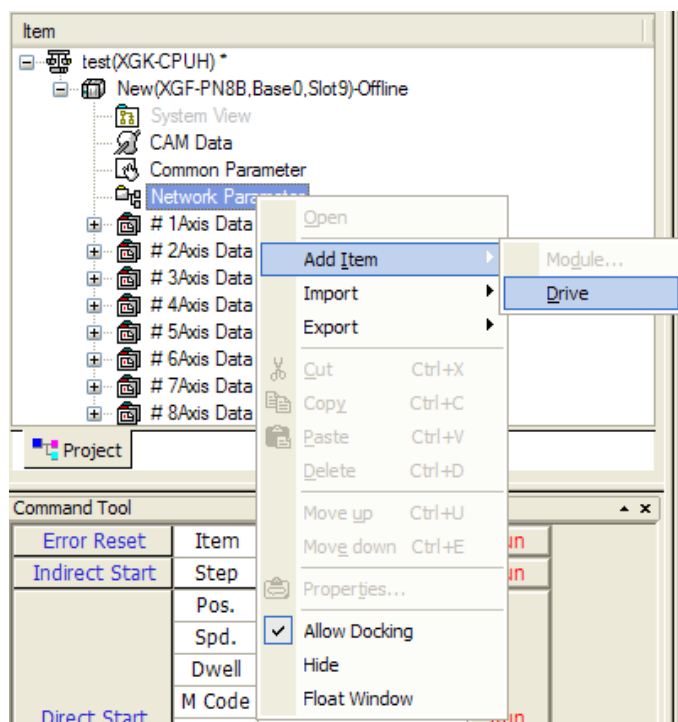 Item
test(XGK-CPUH) *
New(XGF-PN8B,Base0,Slot9)-Offline
System View
CAM Data
Common Parameter
Network Parameter
Open
# 1Axis Data
# 2Axis Data
Add Item
Module...
# 3Axis Data
Import
Drive
# 4Axis Data
Export
# 5Axis Data
# 6Axis Data
Cut Ctrl+X
# 7Axis Data
Copy Ctrl+C
# 8Axis Data
Paste Ctrl+V
Project
Delete Ctrl+D
Command Tool
Move up Ctrl+U
Error Reset Item
Move down Ctrl+E
Indirect Start Step
Properties...
Pos.
Spd.
Allow Docking
Dwell
Hide
M Code
Float Window
Direct Start